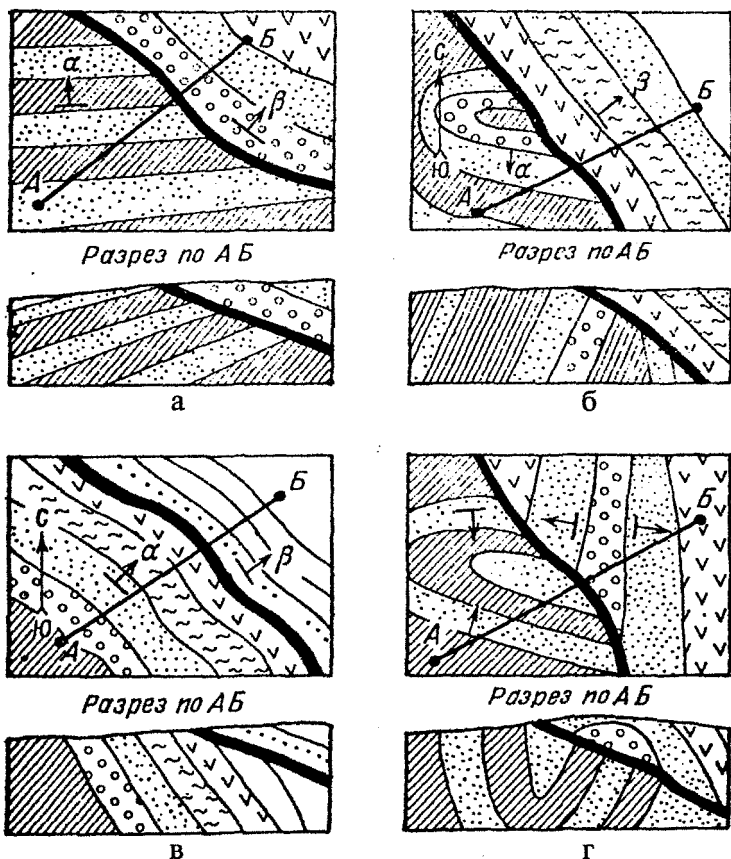 α Б
β
А
Разрез по АБ
а
С Б
β
Ю α
А
Разрез по АБ
б
С Б
α β
Ю А
Разрез по АБ
в
Б
А
Разрез по АБ
г